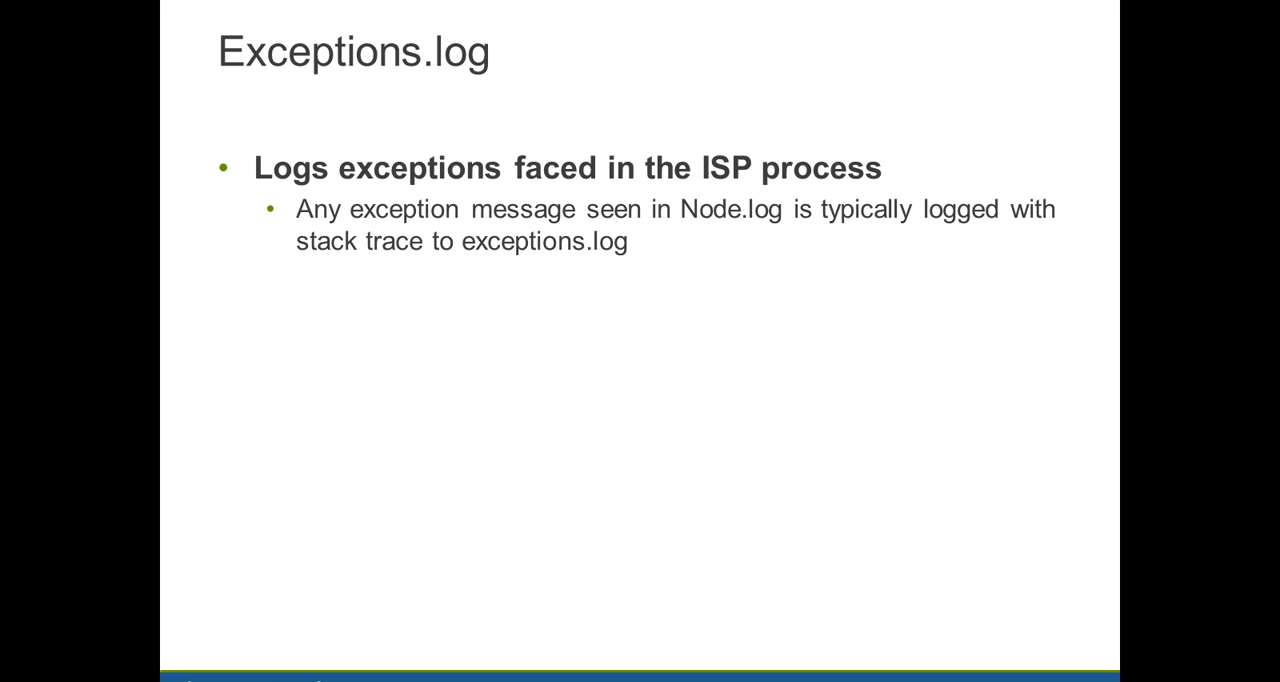 Exceptions.log
• Logs exceptions faced in the ISP process
• Any exception message seen in Node.log is typically logged with
stack trace to exceptions.log